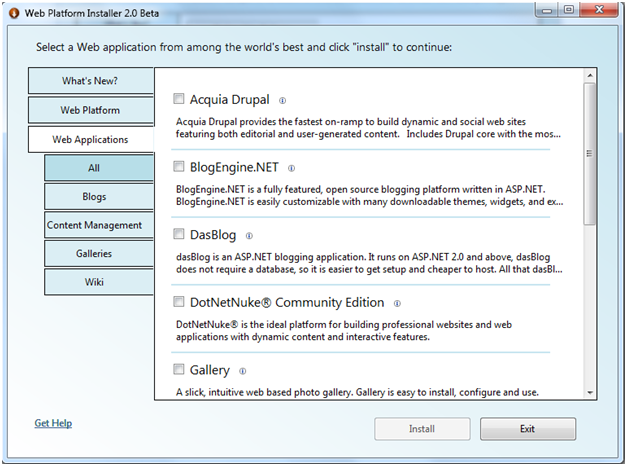 Web Platform Installer 2.0 Beta
Select a Web application from among the world's best and click "install" to continue:
What's New?
Web Platform
Web Applications
All
Blogs
Content Management
Galleries
Wiki
Acquia Drupal
Acquia Drupal provides the fastest on-ramp to build dynamic and social web sites
featuring both editorial and user-generated content. Includes Drupal core with the mos...
BlogEngine.NET
BlogEngine.NET is a fully featured, open source blogging platform written in ASP.NET.
BlogEngine.NET is easily customizable with many downloadable themes, widgets, and ex...
DasBlog
dasBlog is an ASP.NET blogging application. It runs on ASP.NET 2.0 and above, dasBlog
does not require a database, so it is easier to get setup and cheaper to host. All that dasBl...
DotNetNuke® Community Edition
DotNetNuke® is the ideal platform for building professional websites and web
applications with dynamic content and interactive features.
Gallery
A slick, intuitive web based photo gallery. Gallery is easy to install, configure and use.
Get Help
Install
Exit